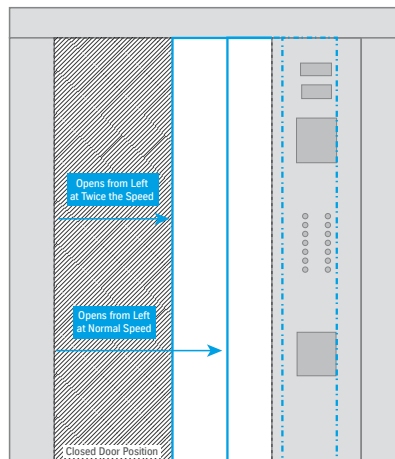 Opens from Left
at Twice the Speed
Opens from Left
at Normal Speed
Closed Door Position